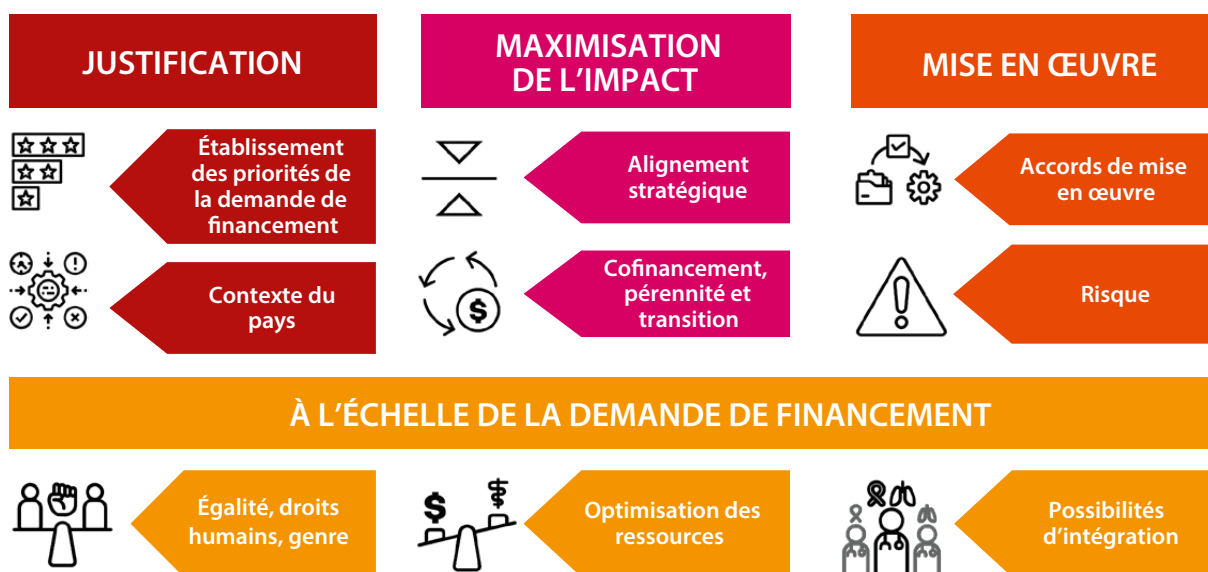 JUSTIFICATION
MAXIMISATION
DE L'IMPACT
MISE EN ŒUVRE
Établissement
des priorités de
la demande de
financement
Alignement
stratégique
Accords de mise
en œuvre
Contexte du
pays
Cofinancement,
pérennité et
transition
$
Risque
À L'ÉCHELLE DE LA DEMANDE DE FINANCEMENT
Égalité, droits
humains, genre
$
Optimisation des
ressources
Possibilités
d'intégration